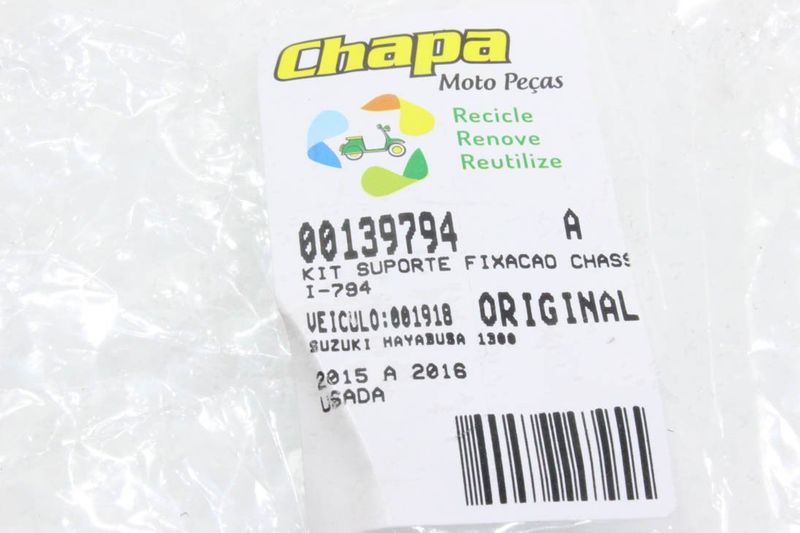 Chapa
Moto Peças
Recicle
Renove
Reutilize
00139794 A
KIT SUPORTE FIXACAO CHASS
I-794
VEICULO:001918 ORIGINAL
SUZUKI HAYABUSA 1300
2015 A 2016
USADA